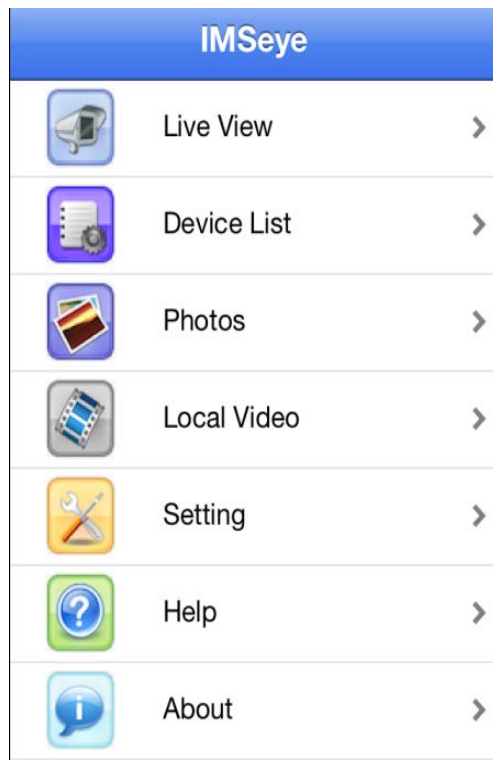 IMSeye
Live View
Device List
Photos
Local Video
Setting
Help
About